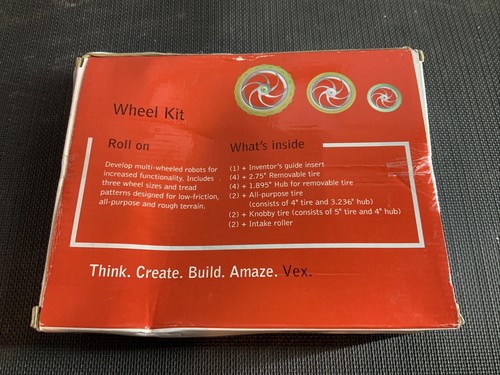 Wheel Kit
Roll on
Develop multi-wheeled robots for
increased functionality. Includes
three wheel sizes and tread
patterns designed for low-friction,
all-purpose and rough terrain.
What's inside
(1) + Inventor's guide insert
(4) + 2.75" Removable tire
(4) + 1.895" Hub for removable tire
(2) + All-purpose tire
(consists of 4" tire and 3.236" hub)
(2) + Knobby tire (consists of 5" tire and 4" hub)
(2) + Intake roller
Think. Create. Build. Amaze. Vex.